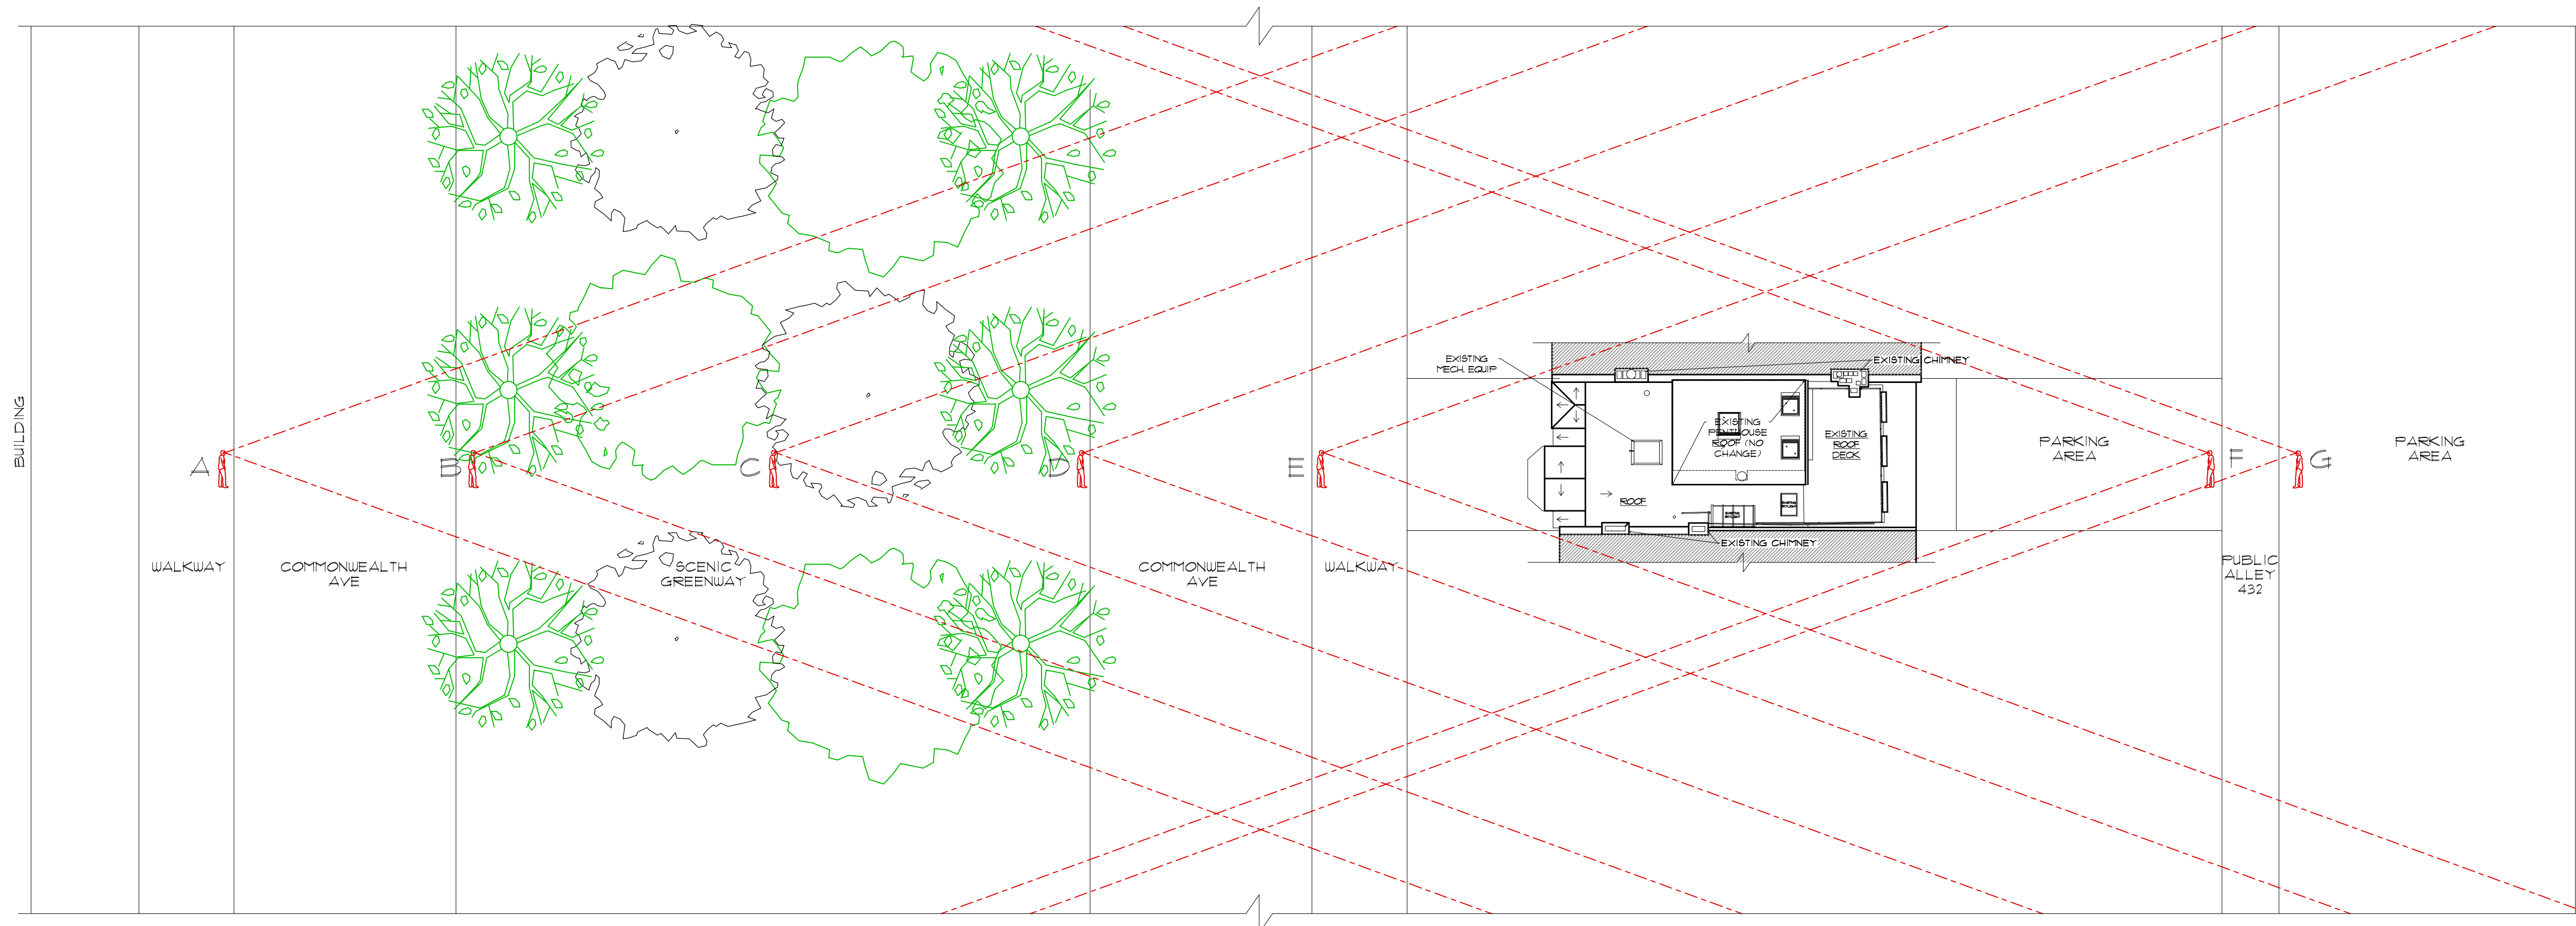 EXISTING
MECH. EQUIP
EXISTING CHIMNEY
EXISTING
PENTHOUSE
ROOF (NO
CHANGE)
EXISTING
ROOF
DECK
PARKING
AREA
PARKING
AREA
BUILDING
A
B
C
D
E
F
G
ROOF
EXISTING CHIMNEY
WALKWAY
COMMONWEALTH
AVE
SCENIC
GREENWAY
COMMONWEALTH
AVE
WALKWAY
PUBLIC
ALLEY
432